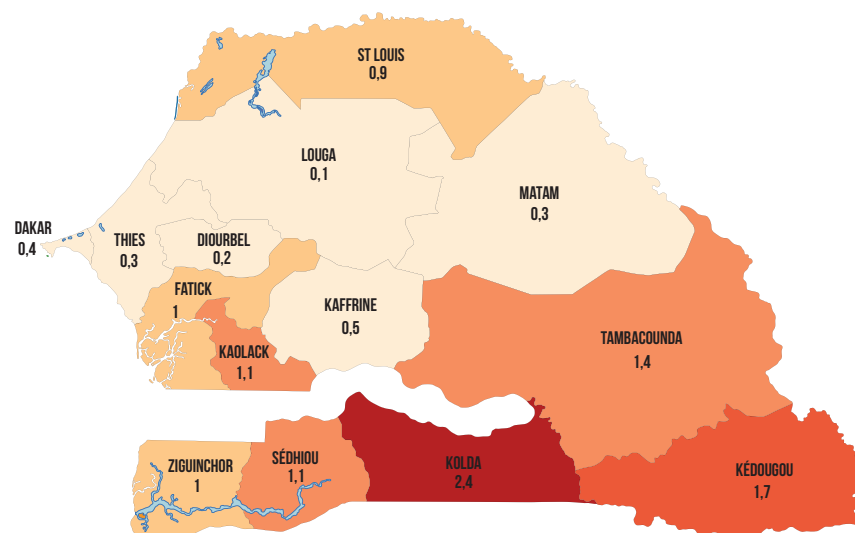 ST LOUIS
0,9
LOUGA
0,1
MATAM
0,3
DAKAR
0,4
THIES
0,3
DIOURBEL
0,2
FATICK
1
KAFFRINE
0,5
KAOLACK
1,1
TAMBACOUNDA
1,4
ZIGUINCHOR
1
SÉDHIOU
1,1
KOLDA
2,4
KÉDOUGOU
1,7